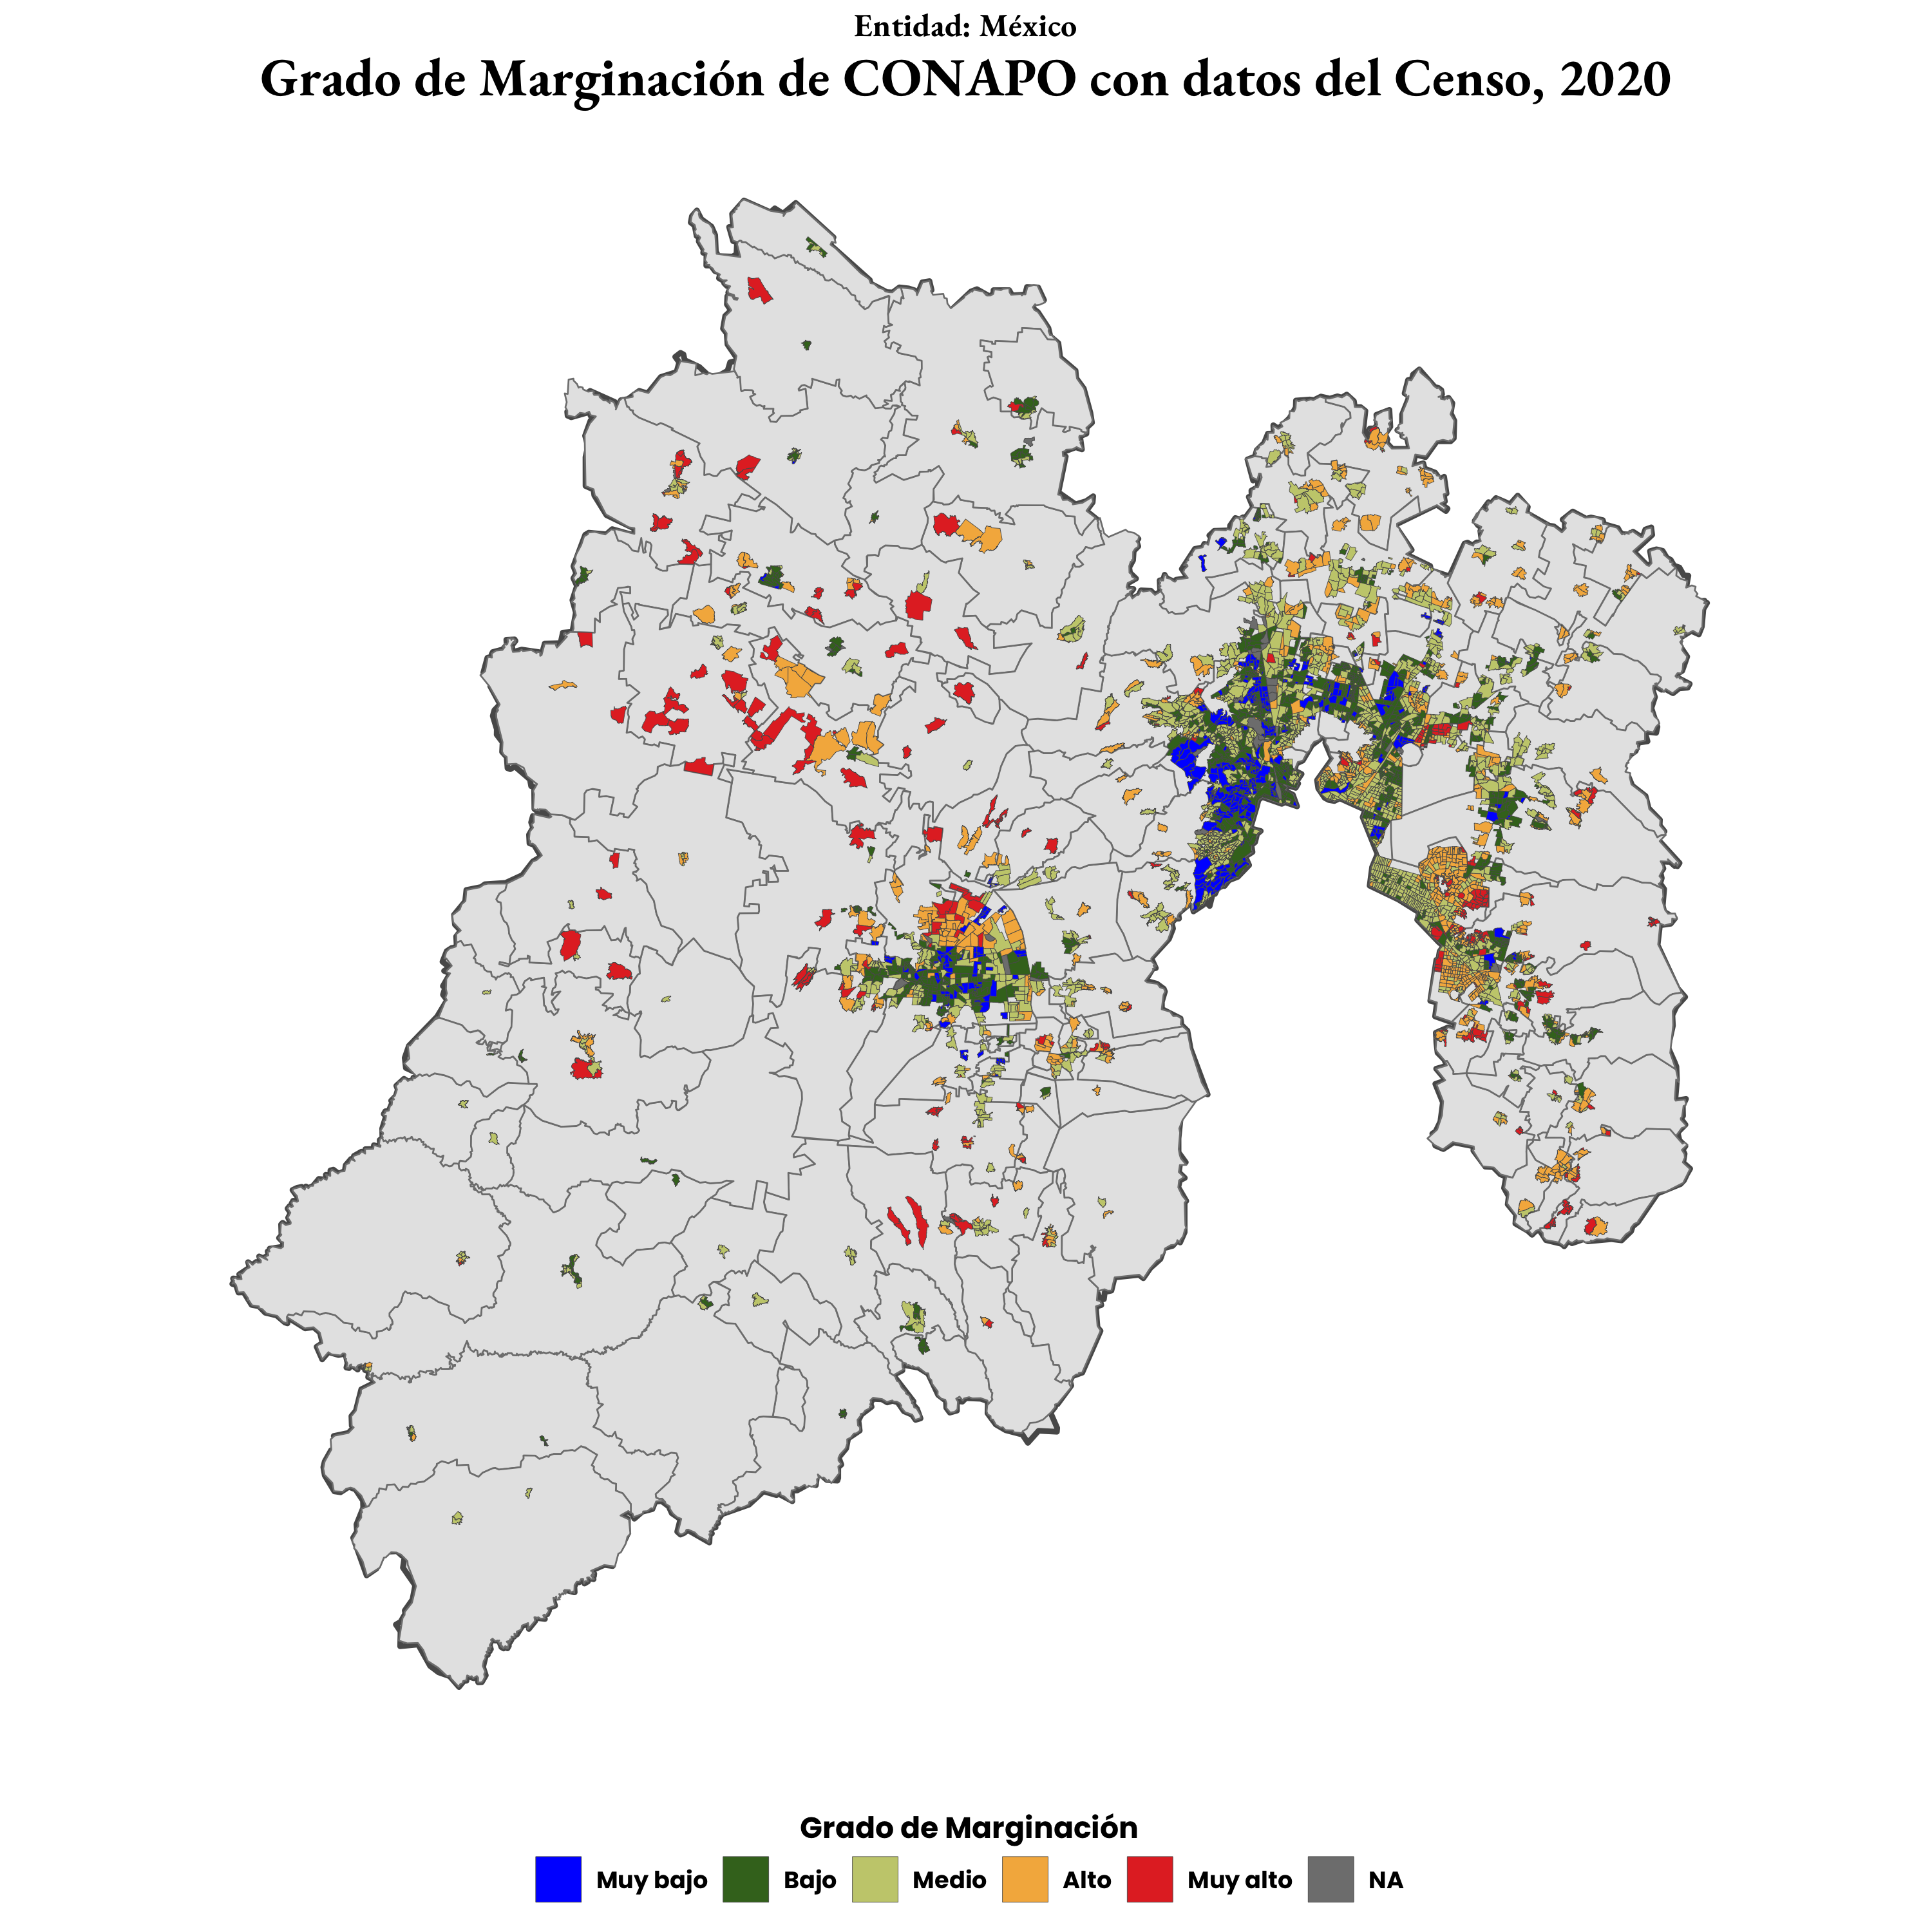 Entidad: México
Grado de Marginación de CONAPO con datos del Censo, 2020
Grado de Marginación
Muy bajo Bajo Medio Alto Muy alto NA